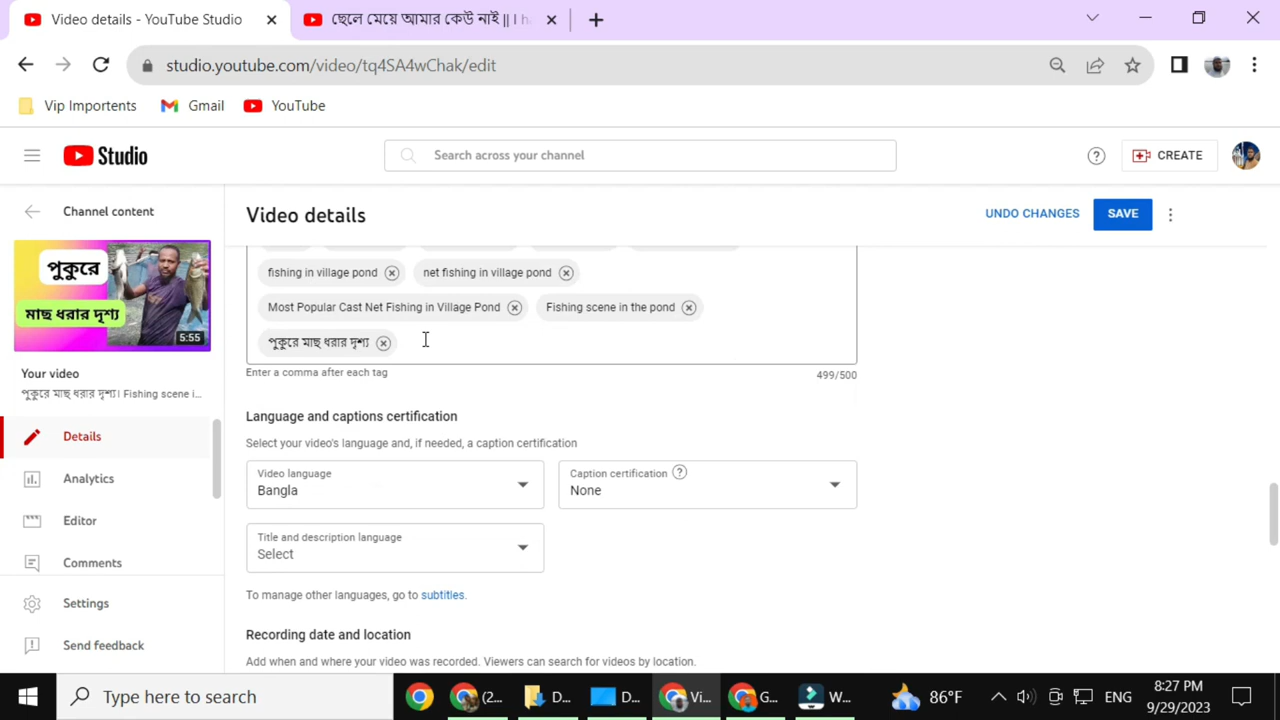 Video details - YouTube Studio
ছেলে মেয়ে আমার কেউ নাই || I h
studio.youtube.com/video/tq4SA4wChak/edit
Vip Importents
Gmail
YouTube
Studio
Search across your channel
CREATE
Channel content
Video details
UNDO CHANGES
SAVE
পুকুরে
মাছ ধরার দৃশ্য
5:55
fishing in village pond
net fishing in village pond
Most Popular Cast Net Fishing in Village Pond
Fishing scene in the pond
পুকুরে মাছ ধরার দৃশ্য
Enter a comma after each tag
499/500
Your video
পুকুরে মাছ ধরার দৃশ্য। Fishing scene i...
Details
Analytics
Editor
Comments
Settings
Send feedback
Language and captions certification
Select your video's language and, if needed, a caption certification
Video language
Bangla
Caption certification
None
Title and description language
Select
To manage other languages, go to subtitles.
Recording date and location
Add when and where your video was recorded. Viewers can search for videos by location.
Type here to search
(2...
D...
D...
Vi...
G...
W...
86°F
ENG
8:27 PM
9/29/2023